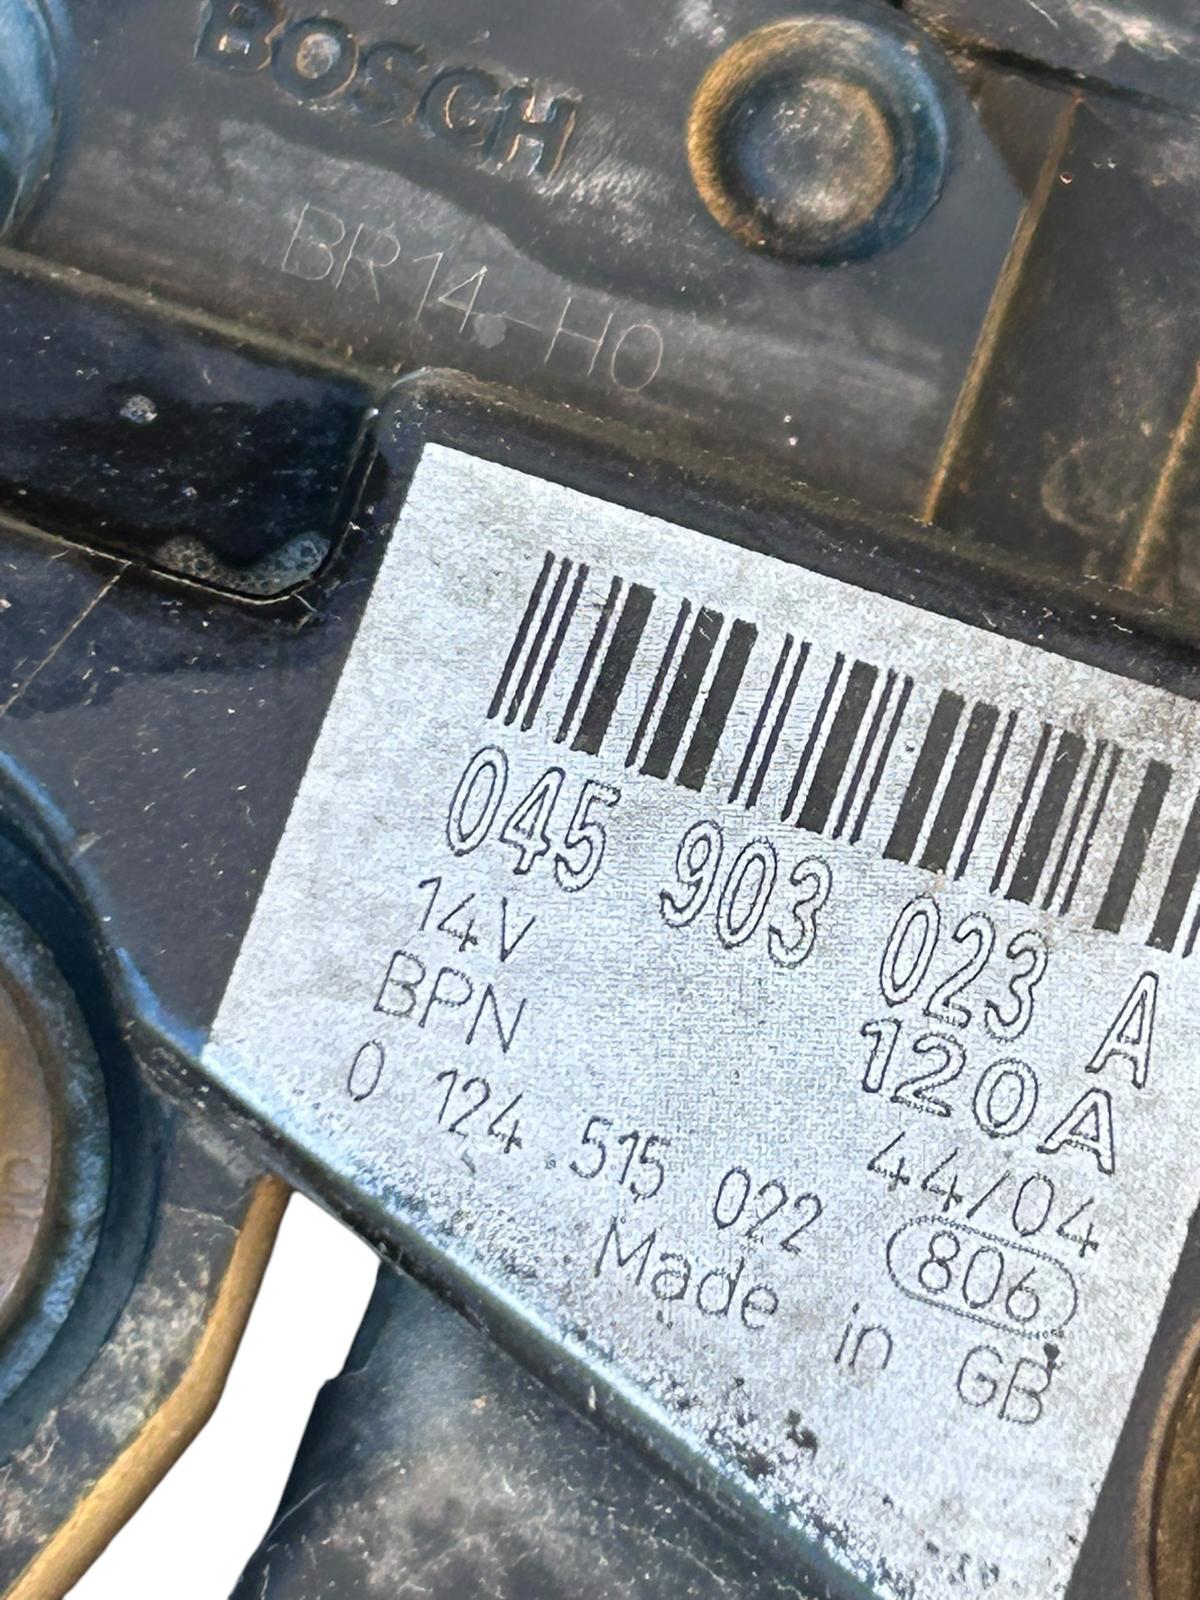 BOSCH
BR14-H0
045 903 023 A
14V 120A
BPN 44/04
0 124 515 022 806
Made in GB